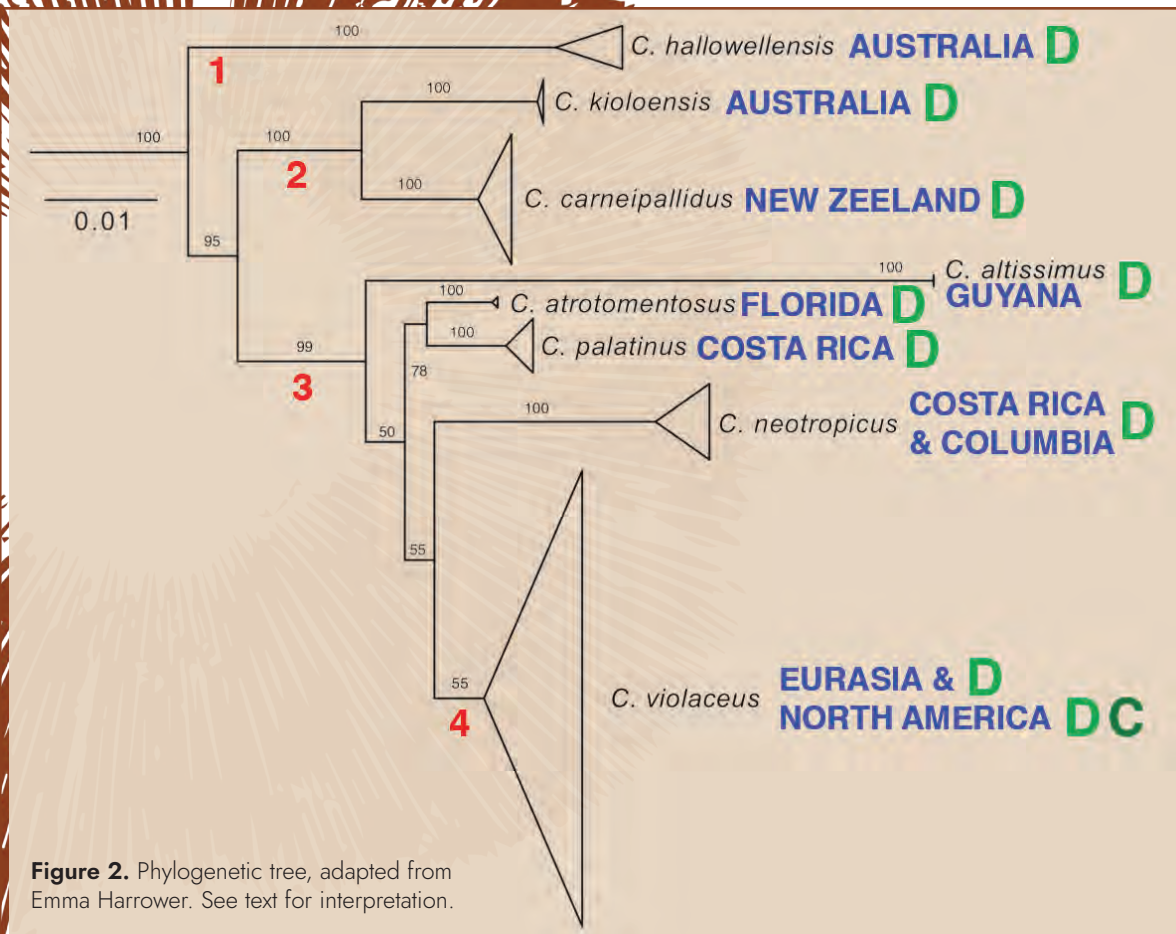 100
C. hallowellensis AUSTRALIA D
1
100
C. kioloensis AUSTRALIA D
100
100
2
0.01
100
C. carneipallidus NEW ZEELAND D
95
100
C. altissimus D
GUYANA
100
C. atrotomentosus FLORIDA D
100
C. palatinus COSTA RICA D
99
3
78
50
100
C. neotropicus COSTA RICA
& COLUMBIA D
55
55
4
C. violaceus EURASIA & D
NORTH AMERICA D C
Figure 2. Phylogenetic tree, adapted from
Emma Harrower. See text for interpretation.